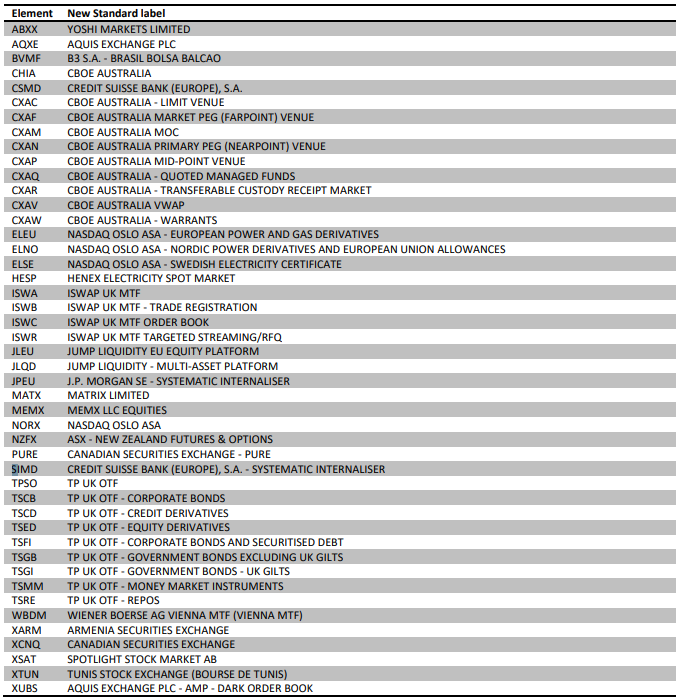 Element New Standard label
ABXX YOSHI MARKETS LIMITED
AQXE AQUIS EXCHANGE PLC
BVMF B3 S.A. - BRASIL BOLSA BALCAO
CHIA CBOE AUSTRALIA
CSMD CREDIT SUISSE BANK (EUROPE), S.A.
CXAC CBOE AUSTRALIA - LIMIT VENUE
CXAF CBOE AUSTRALIA MARKET PEG (FARPOINT) VENUE
CXAM CBOE AUSTRALIA MOC
CXAN CBOE AUSTRALIA PRIMARY PEG (NEARPOINT) VENUE
CXAP CBOE AUSTRALIA MID-POINT VENUE
CXAQ CBOE AUSTRALIA - QUOTED MANAGED FUNDS
CXAR CBOE AUSTRALIA - TRANSFERABLE CUSTODY RECEIPT MARKET
CXAV CBOE AUSTRALIA VWAP
CXAW CBOE AUSTRALIA - WARRANTS
ELEU NASDAQ OSLO ASA - EUROPEAN POWER AND GAS DERIVATIVES
ELNO NASDAQ OSLO ASA - NORDIC POWER DERIVATIVES AND EUROPEAN UNION ALLOWANCES
ELSE NASDAQ OSLO ASA - SWEDISH ELECTRICITY CERTIFICATE
HESP HENEX ELECTRICITY SPOT MARKET
ISWA ISWAP UK MTF
ISWB ISWAP UK MTF - TRADE REGISTRATION
ISWC ISWAP UK MTF ORDER BOOK
ISWR ISWAP UK MTF TARGETED STREAMING/RFQ
JLEU JUMP LIQUIDITY EU EQUITY PLATFORM
JLQD JUMP LIQUIDITY - MULTI-ASSET PLATFORM
JPEU J.P. MORGAN SE - SYSTEMATIC INTERNALISER
MATX MATRIX LIMITED
MEMX MEMX LLC EQUITIES
NORX NASDAQ OSLO ASA
NZFX ASX - NEW ZEALAND FUTURES & OPTIONS
PURE CANADIAN SECURITIES EXCHANGE - PURE
SIMD CREDIT SUISSE BANK (EUROPE), S.A. - SYSTEMATIC INTERNALISER
TPSO TP UK OTF
TSCB TP UK OTF - CORPORATE BONDS
TSCD TP UK OTF - CREDIT DERIVATIVES
TSED TP UK OTF - EQUITY DERIVATIVES
TSFI TP UK OTF - CORPORATE BONDS AND SECURITISED DEBT
TSGB TP UK OTF - GOVERNMENT BONDS EXCLUDING UK GILTS
TSGI TP UK OTF - GOVERNMENT BONDS - UK GILTS
TSMM TP UK OTF - MONEY MARKET INSTRUMENTS
TSRE TP UK OTF - REPOS
WBDM WIENER BOERSE AG VIENNA MTF (VIENNA MTF)
XARM ARMENIA SECURITIES EXCHANGE
XCNQ CANADIAN SECURITIES EXCHANGE
XSAT SPOTLIGHT STOCK MARKET AB
XTUN TUNIS STOCK EXCHANGE (BOURSE DE TUNIS)
XUBS AQUIS EXCHANGE PLC - AMP - DARK ORDER BOOK